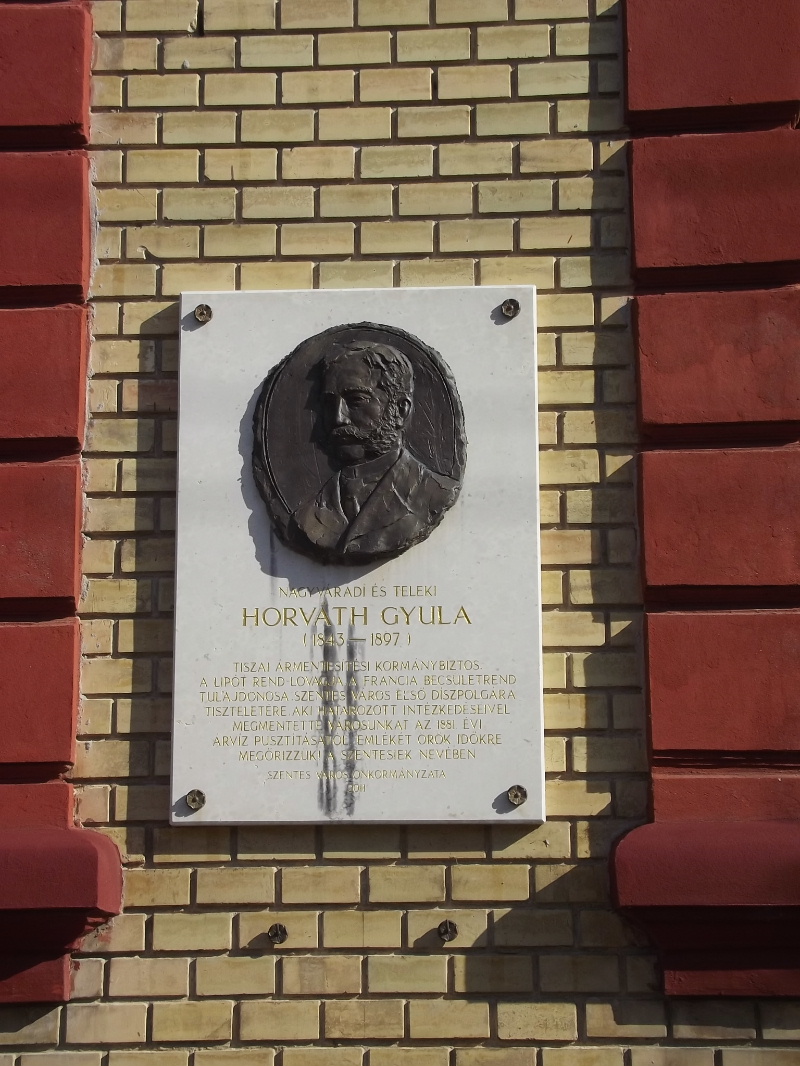 NAGYVÁRADI ÉS TELEKI
HORVÁTH GYULA
(1843—1897)
TISZAI ÁRMENTESÍTÉSI KORMÁNYBIZTOS.
A LIPÓT REND LOVAGJA A FRANCIA BECSÜLETREND
TULAJDONOSA. SZENTES VÁROS ELSŐ DÍSZPOLGÁRA
TISZTELETÉRE, AKI HATÁROZOTT INTÉZKEDÉSEIVEL
MEGMENTETTE VÁROSUNKAT AZ 1881. ÉVI
ÁRVÍZ PUSZTÍTÁSÁTÓL. EMLÉKÉT ÖRÖK IDŐKRE
MEGŐRIZZÜK! A SZENTESIEK NEVÉBEN
SZENTES VÁROS ÖNKORMÁNYZATA
2011